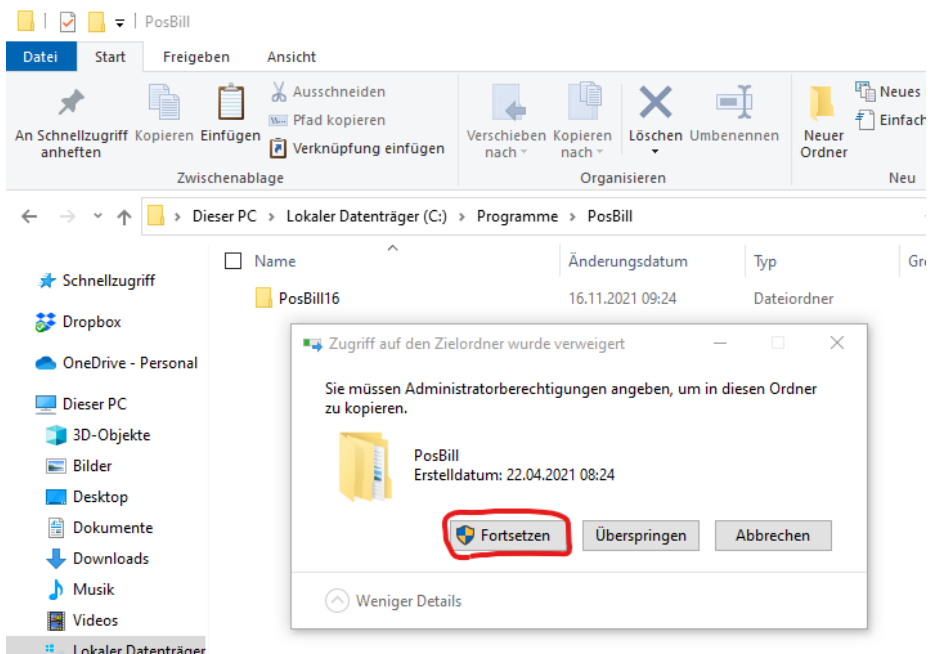 PosBill
Datei Start Freigeben Ansicht
An Schnellzugriff anheften
Kopieren
Einfügen
Ausschneiden
Pfad kopieren
Verknüpfung einfügen
Zwischenablage
Verschieben nach
Kopieren nach
Löschen
Umbenennen
Organisieren
Neuer Ordner
Neues
Einfach
Neu
Dieser PC > Lokaler Datenträger (C:) > Programme > PosBill
Name Änderungsdatum Typ Gr
PosBill16 16.11.2021 09:24 Dateiordner
Schnellzugriff
Dropbox
OneDrive - Personal
Dieser PC
3D-Objekte
Bilder
Desktop
Dokumente
Downloads
Musik
Videos
Lokaler Datenträger
Zugriff auf den Zielordner wurde verweigert
Sie müssen Administratorberechtigungen angeben, um in diesen Ordner
zu kopieren.
PosBill
Erstelldatum: 22.04.2021 08:24
Fortsetzen Überspringen Abbrechen
Weniger Details